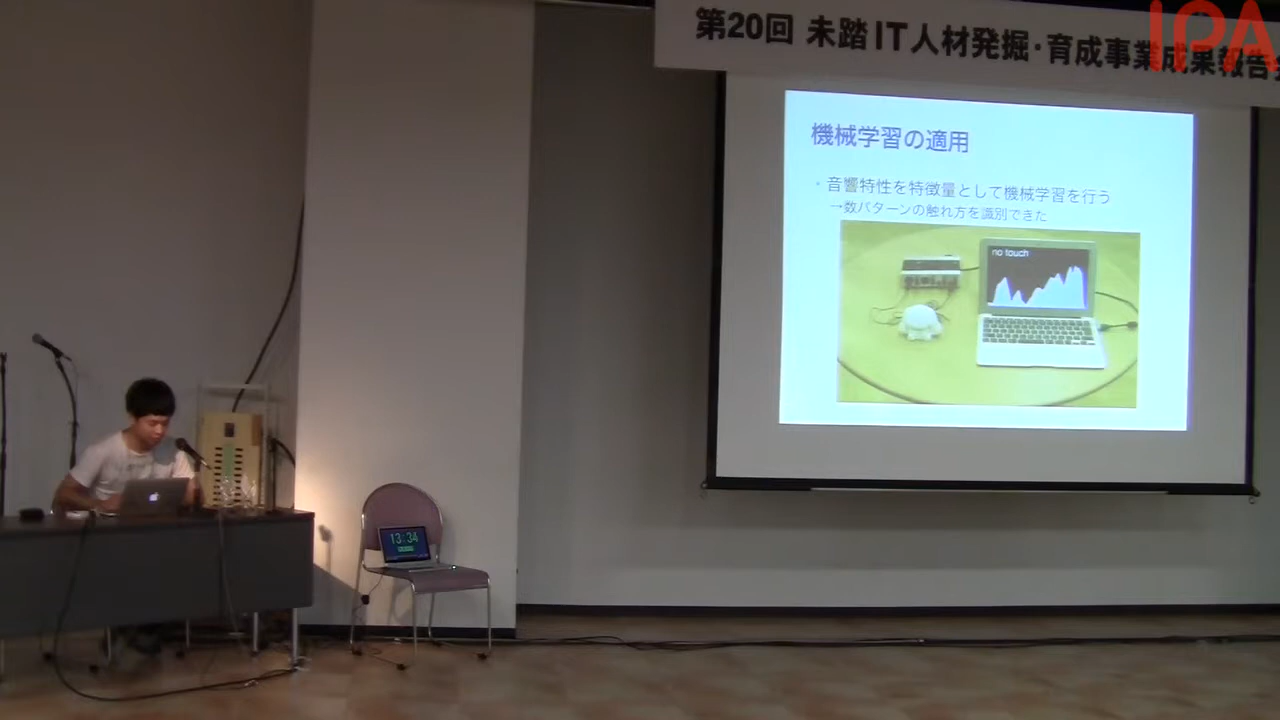 第20回 未踏IT人材発掘・育成事業成果報告会
IPA
機械学習の適用
・音響特性を特徴量として機械学習を行う
→数パターンの触れ方を識別できた
no touch
13:34